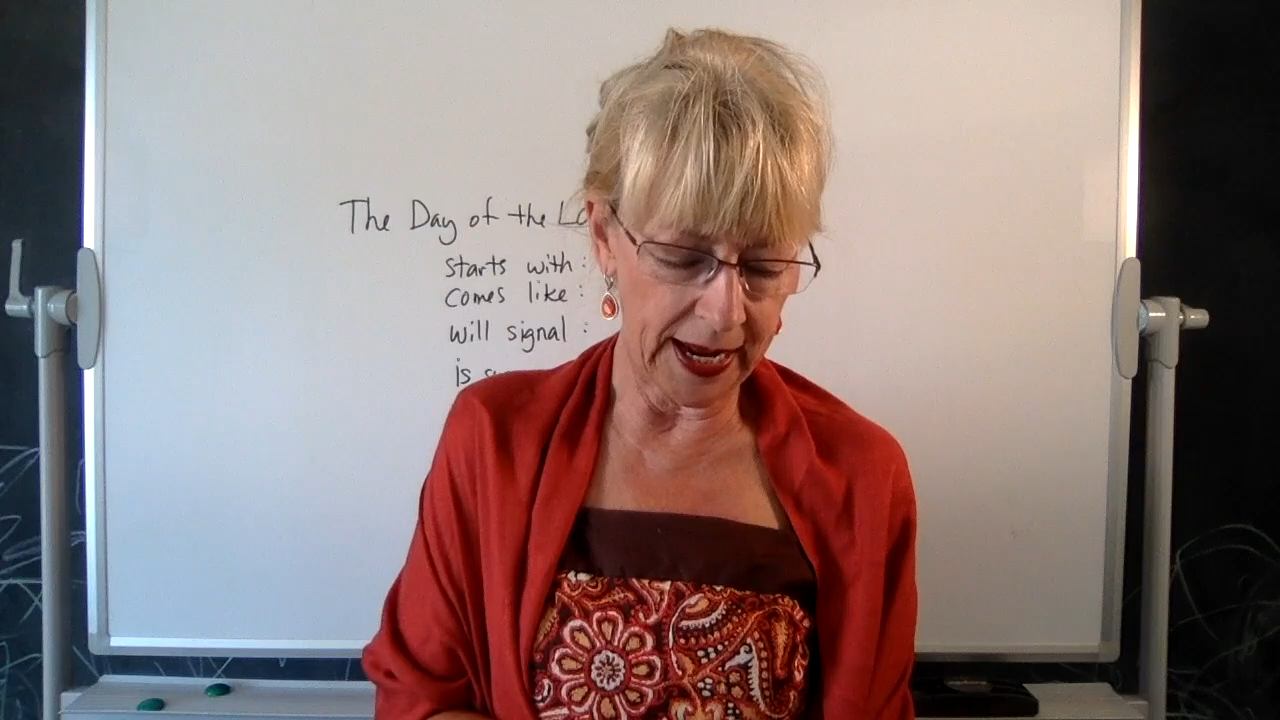 The Day of the
starts with:
comes like:
will signal:
is